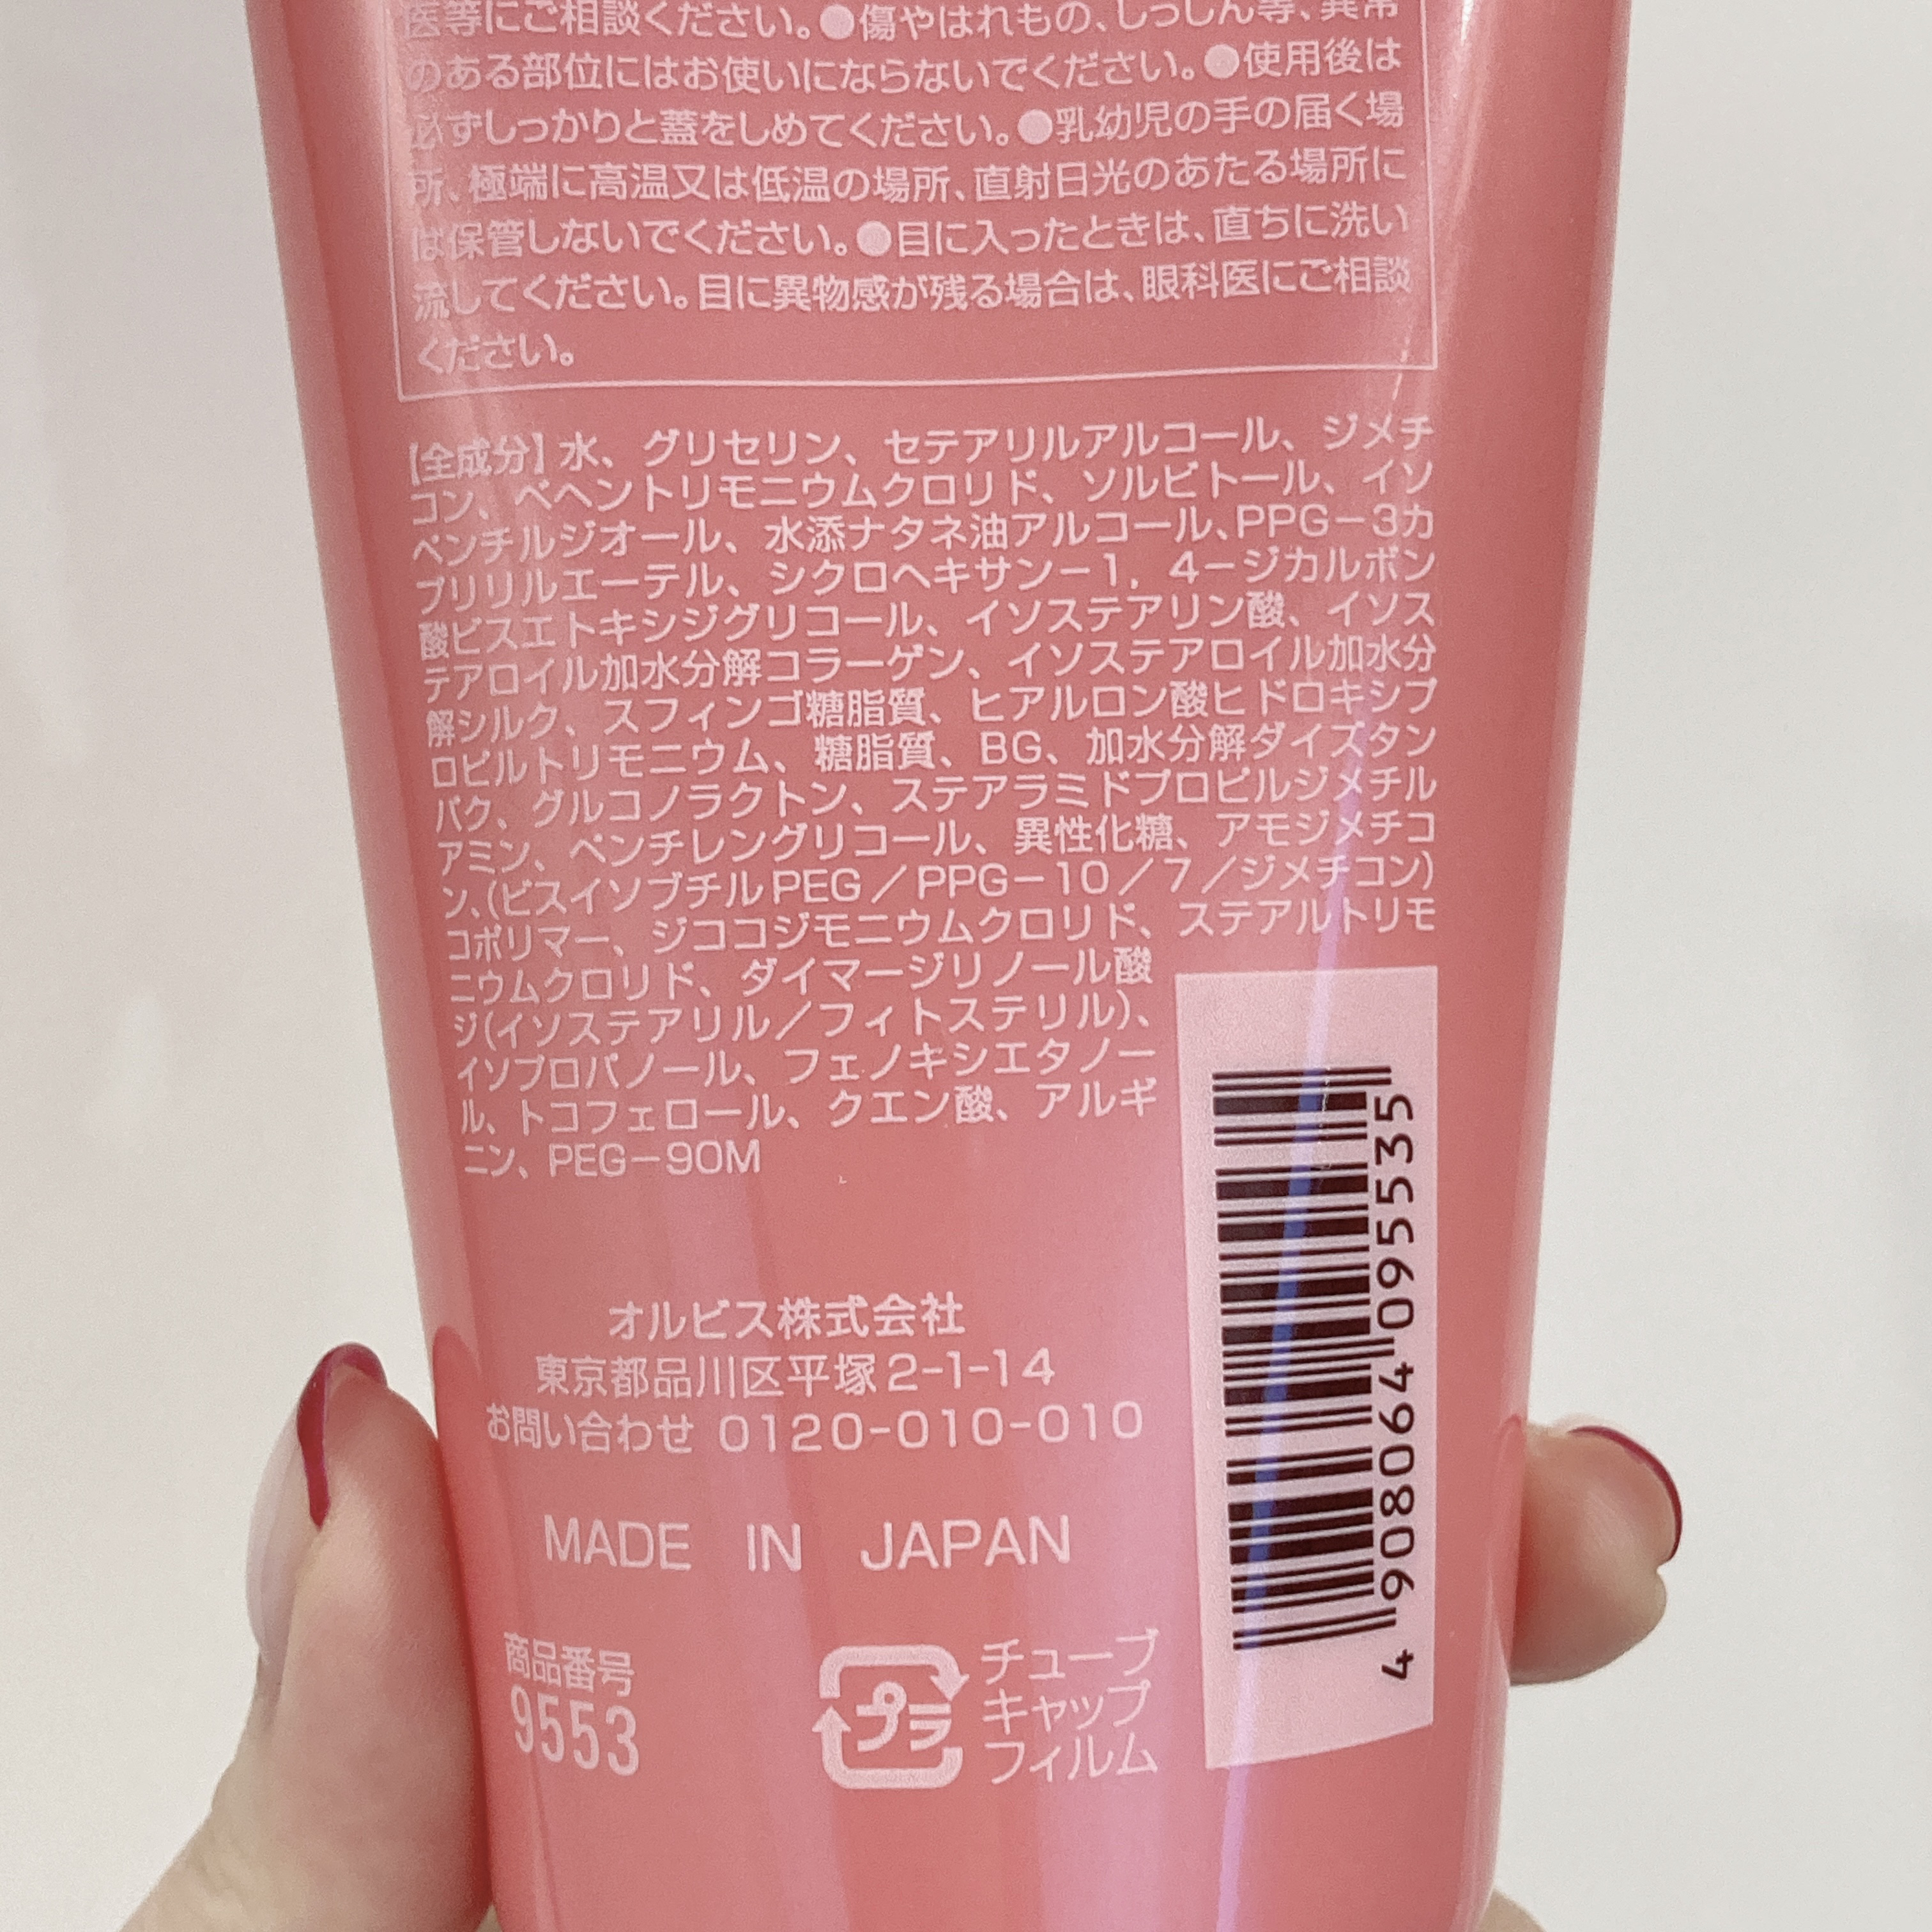 医等にご相談ください。●傷やはれもの、しっしん等、異常
のある部位にはお使いにならないでください。●使用後は
必ずしっかりと蓋をしめてください。●乳幼児の手の届く場
所、極端に高温又は低温の場所、直射日光のあたる場所に
は保管しないでください。●目に入ったときは、直ちに洗い
流してください。目に異物感が残る場合は、眼科医にご相談
ください。
【全成分】水、グリセリン、セテアリルアルコール、ジメチ
コン、ベヘントリモニウムクロリド、ソルビトール、イソ
ペンチルジオール、水添ナタネ油アルコール、PPG－3カ
プリリルエーテル、シクロヘキサン－1，4－ジカルボン
酸ビスエトキシジグリコール、イソステアリン酸、イソス
テアロイル加水分解コラーゲン、イソステアロイル加水分
解シルク、スフィンゴ糖脂質、ヒアルロン酸ヒドロキシプ
ロピルトリモニウム、糖脂質、BG、加水分解ダイズタン
パク、グルコノラクトン、ステアラミドプロピルジメチル
アミン、ペンチレングリコール、異性化糖、アモジメチコ
ン、（ビスイソブチルPEG／PPG－10／7／ジメチコン）
コポリマー、ジココジモニウムクロリド、ステアルトリモ
ニウムクロリド、ダイマージリノール酸
ジ（イソステアリル／フィトステリル）、
イソプロパノール、フェノキシエタノー
ル、トコフェロール、クエン酸、アルギ
ニン、PEG－90M
オルビス株式会社
東京都品川区平塚2-1-14
お問い合わせ 0120-010-010
MADE IN JAPAN
商品番号
9553
プラ
チューブ
キャップ
フィルム
4 908064 095535